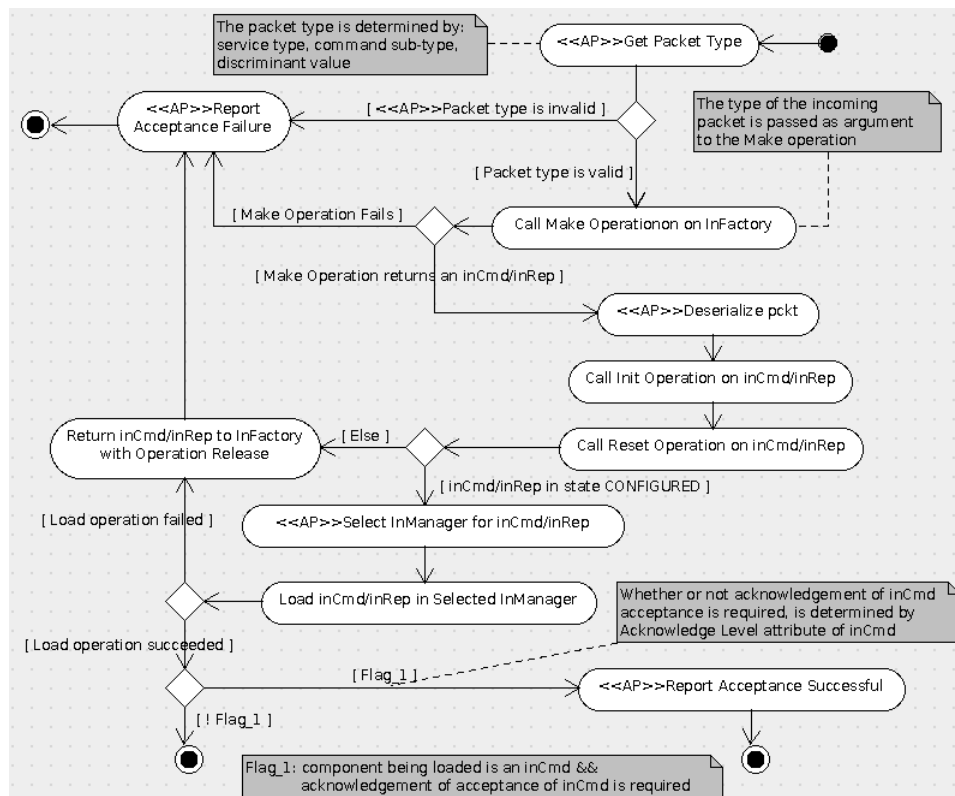 The packet type is determined by:
service type, command sub-type,
discriminant value
<<AP>>Get Packet Type
<<AP>>Report
Acceptance Failure
[ <<AP>>Packet type is invalid ]
The type of the incoming
packet is passed as argument
to the Make operation
[ Packet type is valid ]
[ Make Operation Fails ]
Call Make Operationon on InFactory
[ Make Operation returns an inCmd/inRep ]
<<AP>>Deserialize pckt
Call Init Operation on inCmd/inRep
Return inCmd/inRep to InFactory
with Operation Release
[ Else ]
Call Reset Operation on inCmd/inRep
[ inCmd/inRep in state CONFIGURED ]
[ Load operation failed ]
<<AP>>Select InManager for inCmd/inRep
Load inCmd/inRep in Selected InManager
Whether or not acknowledgement of inCmd
acceptance is required, is determined by
Acknowledge Level attribute of inCmd
[ Load operation succeeded ]
[ Flag_1 ]
<<AP>>Report Acceptance Successful
[ ! Flag_1 ]
Flag_1: component being loaded is an inCmd &&
acknowledgement of acceptance of inCmd is required